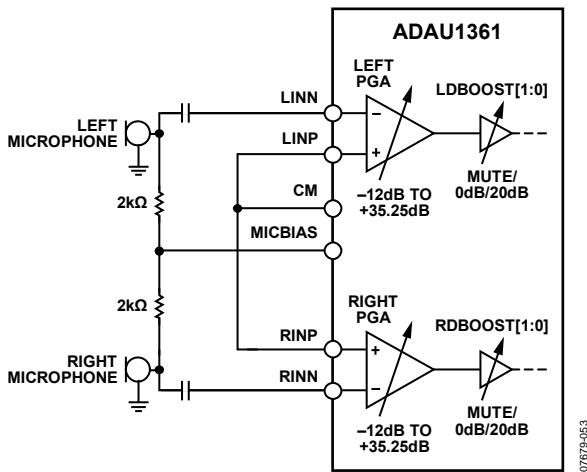 ADAU1361
LEFT
PGA
LDBOOST[1:0]
LINN
–
LEFT
MICROPHONE
LINP
+
MUTE/
0dB/20dB
CM
–12dB TO
+35.25dB
2kΩ
MICBIAS
2kΩ
RIGHT
PGA
RDBOOST[1:0]
RINP
+
RIGHT
MICROPHONE
RINN
–
MUTE/
0dB/20dB
–12dB TO
+35.25dB
07679-053